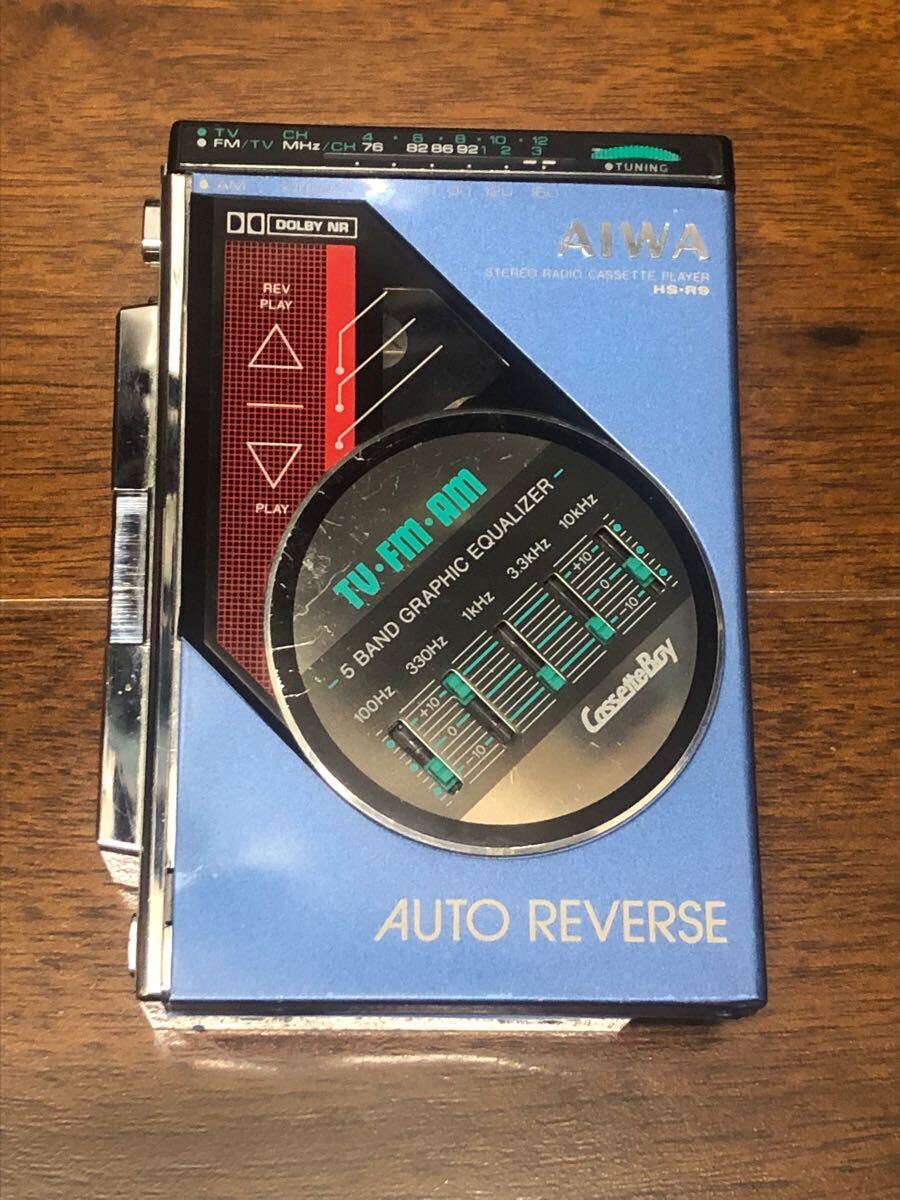 TV CH 4 · 6 · 8 · 10 · 12
FM/TV MHz/CH 76 82 86 92 1 2 3
TUNING
AM
DOLBY NR
AIWA
STEREO RADIO CASSETTE PLAYER
HS-R9
REV
PLAY
PLAY
TV·FM·AM
5 BAND GRAPHIC EQUALIZER
100Hz 330Hz 1kHz 3.3kHz 10kHz
+10 +10
0 0
-10 -10
CassetteBoy
AUTO REVERSE